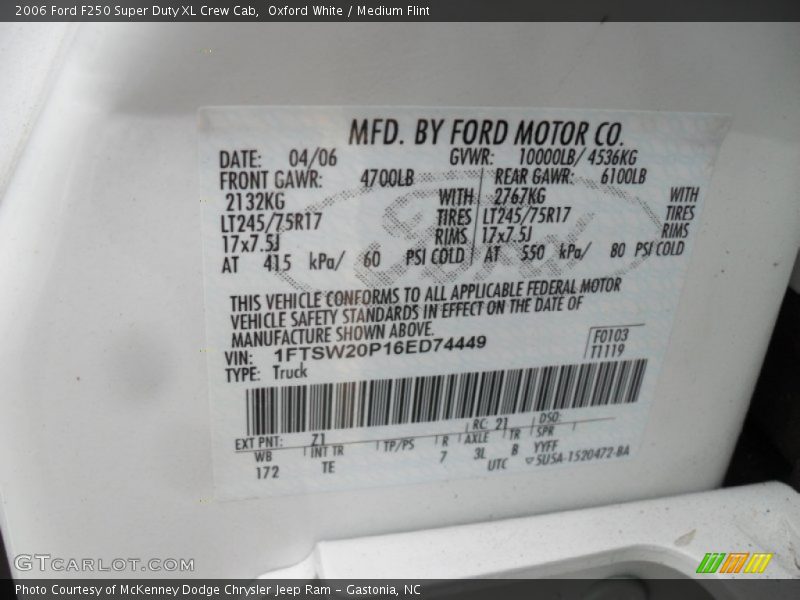 2006 Ford F250 Super Duty XL Crew Cab, Oxford White / Medium Flint
MFD. BY FORD MOTOR CO.
DATE: 04/06 GVWR: 10000LB/ 4536KG
FRONT GAWR: 4700LB REAR GAWR: 6100LB
2132KG WITH 2767KG WITH
LT245/75R17 TIRES LT245/75R17 TIRES
17x7.5J RIMS 17x7.5J RIMS
AT 415 kPa/ 60 PSI COLD AT 550 kPa/ 80 PSI COLD
THIS VEHICLE CONFORMS TO ALL APPLICABLE FEDERAL MOTOR
VEHICLE SAFETY STANDARDS IN EFFECT ON THE DATE OF
MANUFACTURE SHOWN ABOVE.
VIN: 1FTSW20P16ED74449 F0103
TYPE: Truck T1119
EXT PNT: Z1 RC: 21 DSO:
WB INT TR TP/PS R AXLE TR SPR
172 TE 7 3L 8 YYFF
UTC ▽5U5A-1520472-BA
GTCARLOT.COM
Photo Courtesy of McKenney Dodge Chrysler Jeep Ram - Gastonia, NC